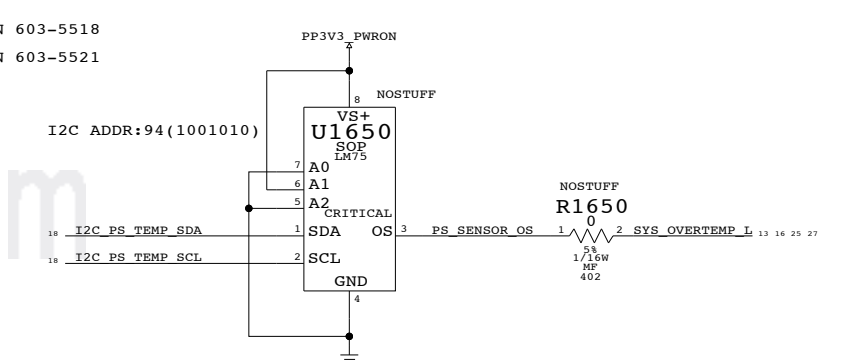 603-5518
603-5521
PP3V3_PWRON
NOSTUFF
8
I2C ADDR:94(1001010)
VS+
U1650
SOP
LM75
7 A0
6 A1
5 A2
CRITICAL
18 I2C_PS_TEMP_SDA 1 SDA OS 3 PS_SENSOR_OS
18 I2C_PS_TEMP_SCL 2 SCL
GND
4
NOSTUFF
R1650
0
1 2 SYS_OVERTEMP_L 13 16 25 27
5%
1/16W
MF
402
m